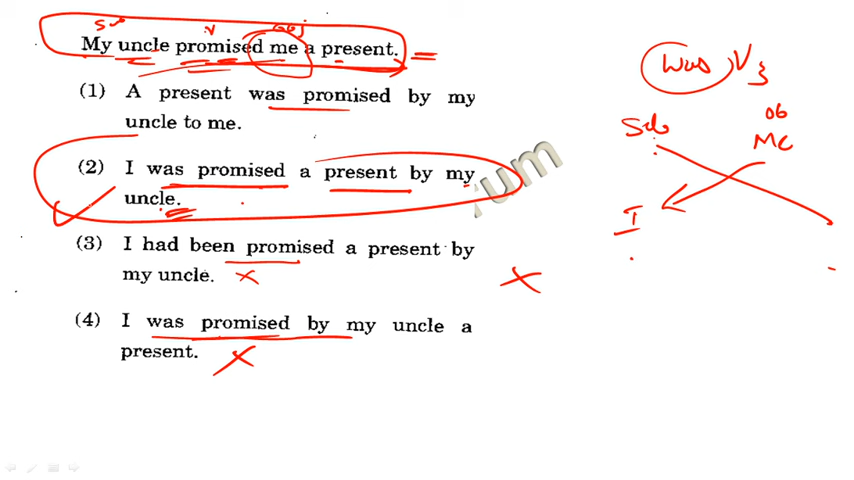 Sub V Obj
My uncle promised me a present. =
(1) A present was promised by my
uncle to me.
(2) I was promised a present by my
uncle.
(3) I had been promised a present by
my uncle.
(4) I was promised by my uncle a
present.
was V3
Sub ob
Me
I